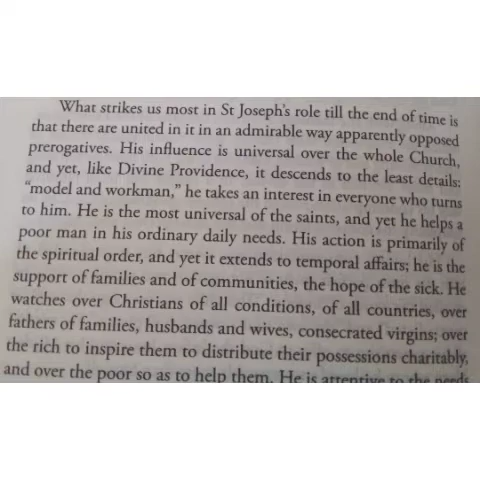 What strikes us most in St Joseph's role till the end of time is
that there are united in it in an admirable way apparently opposed
prerogatives. His influence is universal over the whole Church,
and yet, like Divine Providence, it descends to the least details;
"model and workman," he takes an interest in everyone who turns
to him. He is the most universal of the saints, and yet he helps a
poor man in his ordinary daily needs. His action is primarily of
the spiritual order, and yet it extends to temporal affairs; he is the
support of families and of communities, the hope of the sick. He
watches over Christians of all conditions, of all countries, over
fathers of families, husbands and wives, consecrated virgins; over
the rich to inspire them to distribute their possessions charitably,
and over the poor so as to help them. He is attentive to the needs